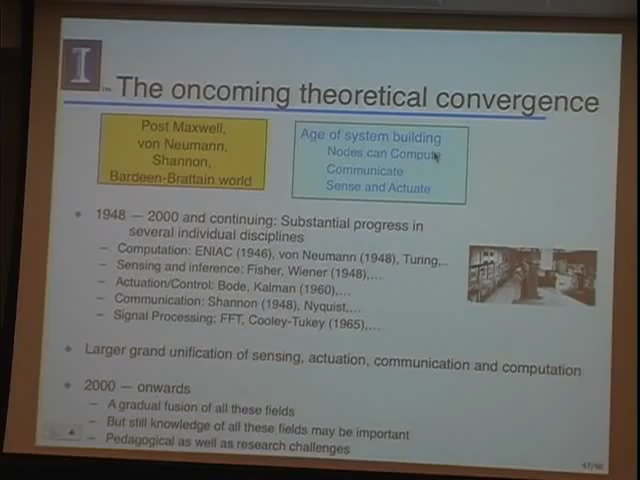 I
The oncoming theoretical convergence
Post Maxwell,
von Neumann,
Shannon,
Bardeen-Brattain world
Age of system building
Nodes can Compute
Communicate
Sense and Actuate
1948 — 2000 and continuing: Substantial progress in
several individual disciplines
– Computation: ENIAC (1946), von Neumann (1948), Turing,..
– Sensing and inference: Fisher, Wiener (1948),…
– Actuation/Control: Bode, Kalman (1960),…
– Communication: Shannon (1948), Nyquist,…
– Signal Processing: FFT, Cooley-Tukey (1965),…
Larger grand unification of sensing, actuation, communication and computation
2000 — onwards
– A gradual fusion of all these fields
– But still knowledge of all these fields may be important
– Pedagogical as well as research challenges
47/48